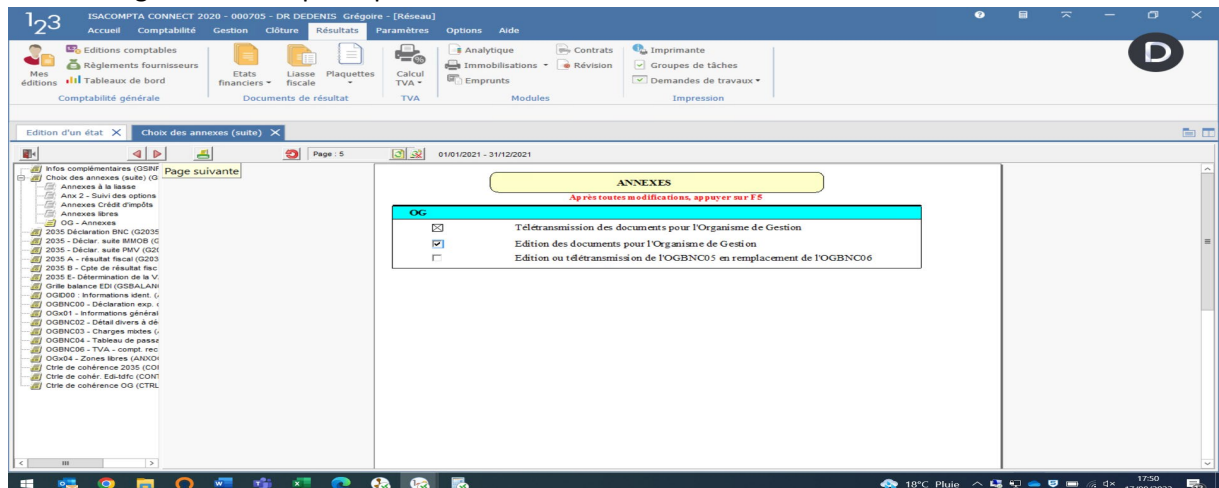 123
ISACOMPTA CONNECT 2020 - 000705 - DR DEDENIS Grégoire - [Réseau]
Accueil Comptabilité Gestion Clôture Résultats Paramètres Options Aide
Mes éditions
Editions comptables
Règlements fournisseurs
Tableaux de bord
Comptabilité générale
Etats financiers
Liasse fiscale
Plaquettes
Documents de résultat
Calcul TVA
TVA
Analytique
Immobilisations
Emprunts
Contrats
Révision
Modules
Imprimante
Groupes de tâches
Demandes de travaux
Impression
D
Edition d'un état
Choix des annexes (suite)
Page : 5
01/01/2021 - 31/12/2021
Page suivante
Infos complémentaires (GSINF
Choix des annexes (suite) (G
Annexes à la liasse
Anx 2 - Suivi des options
Annexes Crédit d'impôts
Annexes libres
OG - Annexes
2035 Déclaration BNC (G2035
2035 - Déclar. suite IMMOB (G
2035 - Déclar. suite PMV (G20
2035 A - résultat fiscal (G203
2035 B - Cpte de résultat fisc
2035 E- Détermination de la V.
Grille balance EDI (GSBALAN
OGID00 : Informations ident. (
OGBNC00 - Déclaration exp. c
OGx01 - Informations général
OGBNC02 - Détail divers à dé
OGBNC03 - Charges mixtes (
OGBNC04 - Tableau de passa
OGBNC06 - TVA - compt. rec
OGx04 - Zones libres (ANXO
Ctrle de cohérence 2035 (CO
Ctrle de cohér. Edi-tdfc (CON
Ctrle de cohérence OG (CTRL
ANNEXES
Après toutes modifications, appuyer sur F5
OG
Télétransmission des documents pour l'Organisme de Gestion
Edition des documents pour l'Organisme de Gestion
Edition ou télétransmission de l'OGBNC05 en remplacement de l'OGBNC06
18°C Pluie
17:50